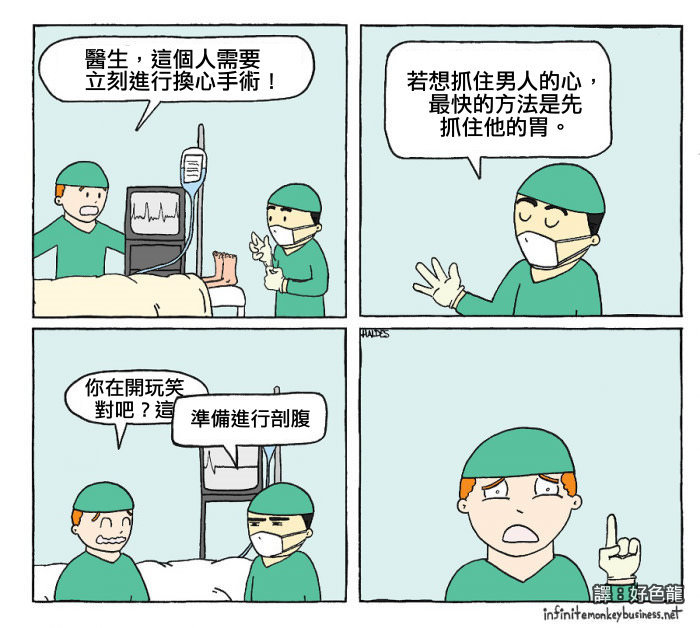 醫生，這個人需要
立刻進行換心手術！
若想抓住男人的心，
最快的方法是先
抓住他的胃。
你在開玩笑
對吧？這
準備進行剖腹
HALDES
譯：好色龍
infinitemonkeybusiness.net